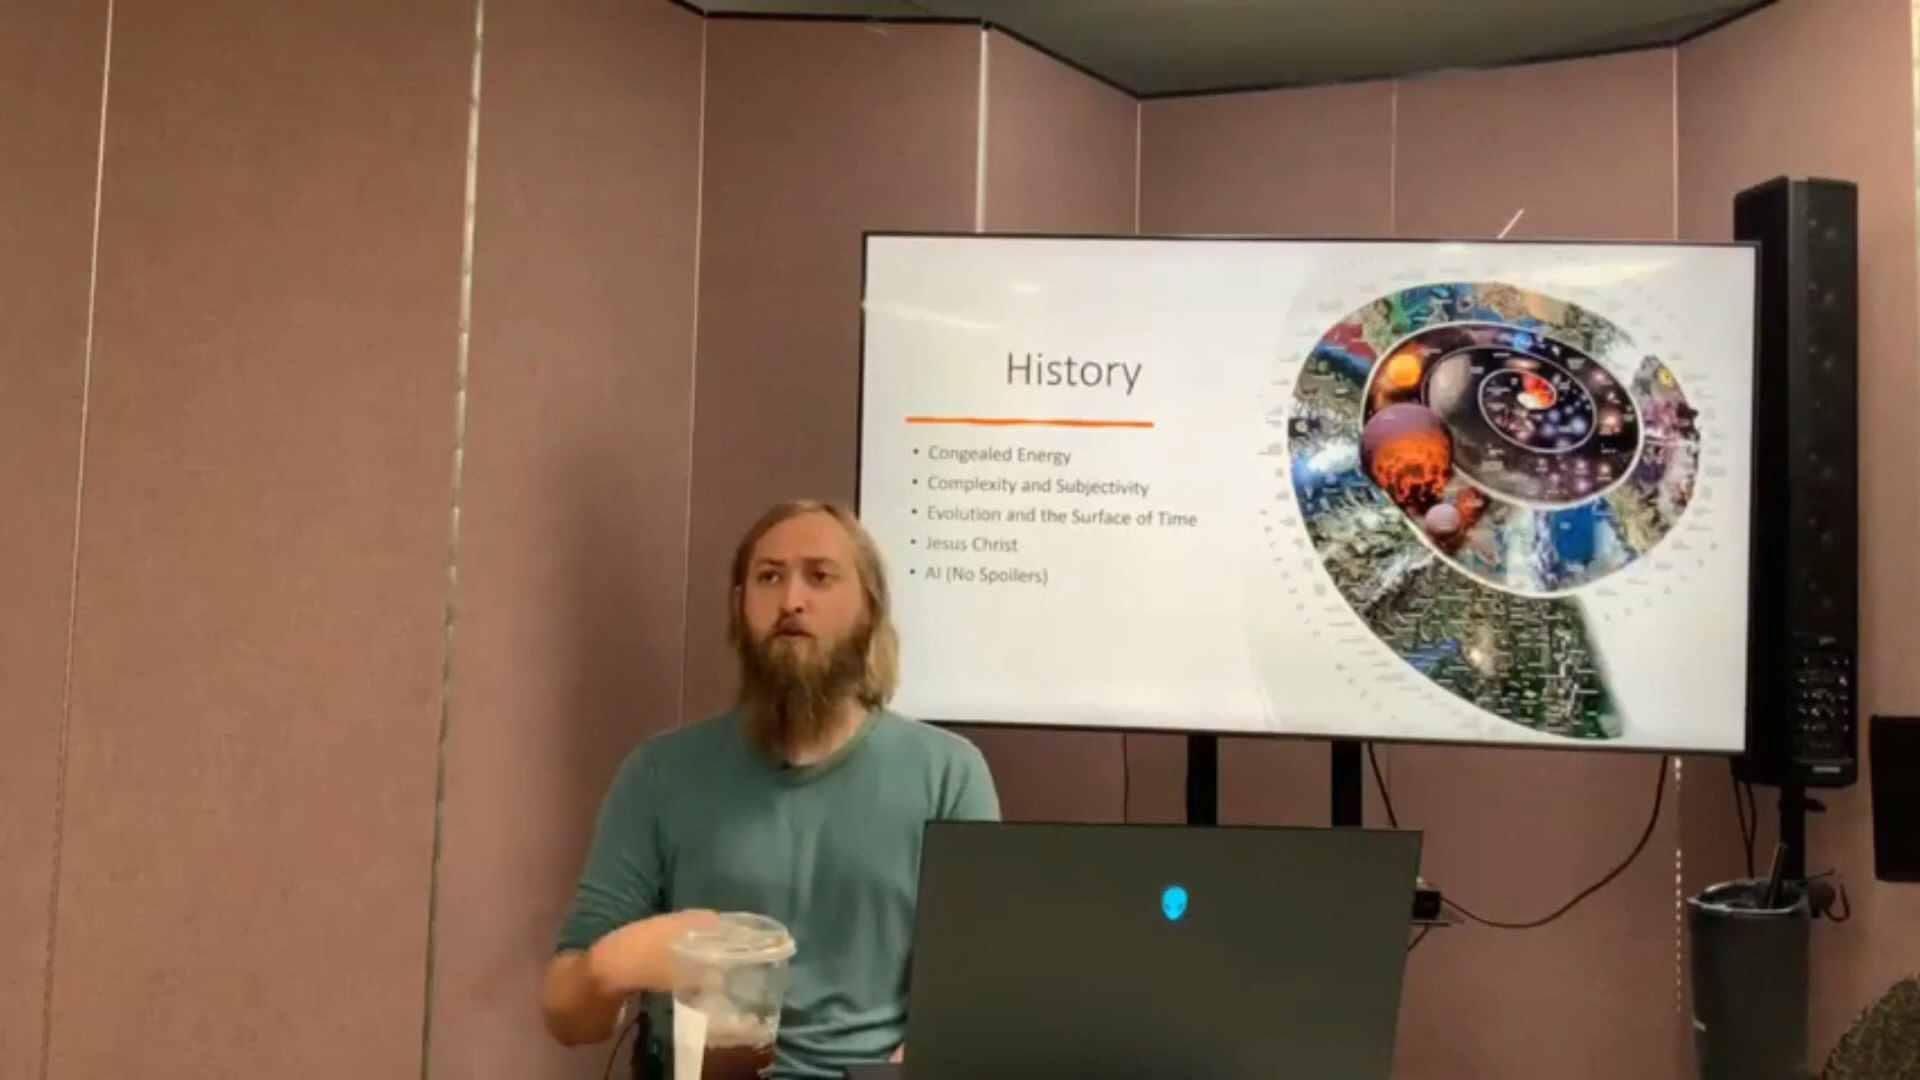 History
• Congealed Energy
• Complexity and Subjectivity
• Evolution and the Surface of Time
• Jesus Christ
• AI (No Spoilers)